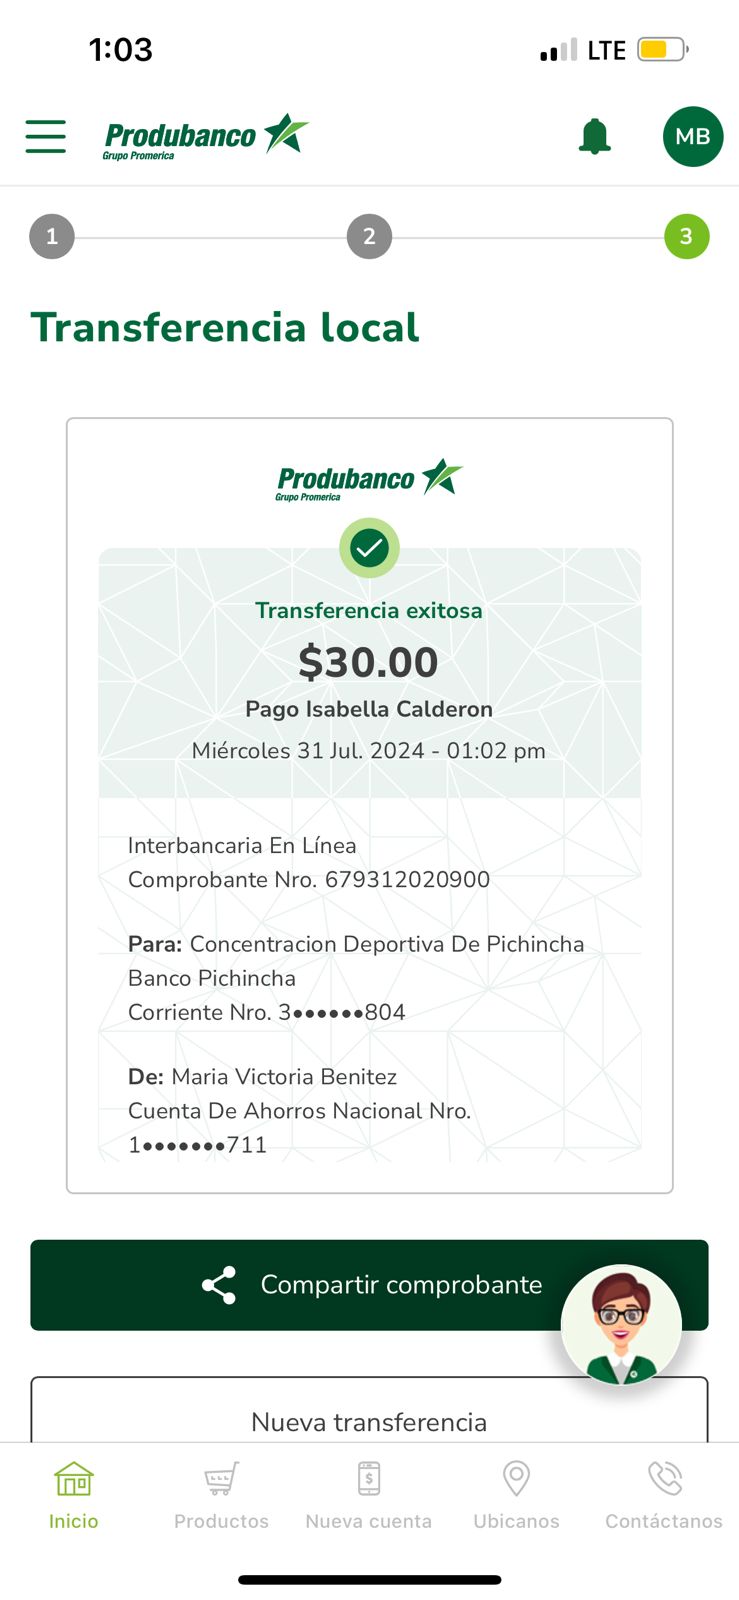 1:03
LTE
Produbanco
Grupo Promerica
MB
1
2
3
Transferencia local
Produbanco
Grupo Promerica
Transferencia exitosa
$30.00
Pago Isabella Calderon
Miércoles 31 Jul. 2024 - 01:02 pm
Interbancaria En Línea
Comprobante Nro. 679312020900
Para: Concentracion Deportiva De Pichincha
Banco Pichincha
Corriente Nro. 3●●●●●●804
De: Maria Victoria Benitez
Cuenta De Ahorros Nacional Nro.
1●●●●●●●711
Compartir comprobante
Nueva transferencia
Inicio
Productos
Nueva cuenta
Ubicanos
Contáctanos